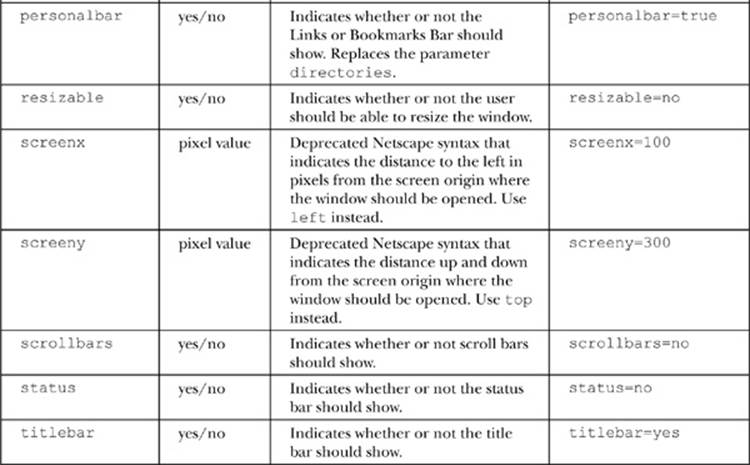 personalbar yes/no Indicates whether or not the personalbar=true
Links or Bookmarks Bar should
show. Replaces the parameter
directories.
resizable yes/no Indicates whether or not the user resizable=no
should be able to resize the window.
screenx pixel value Deprecated Netscape syntax that screenx=100
indicates the distance to the left in
pixels from the screen origin where
the window should be opened. Use
left instead.
screeny pixel value Deprecated Netscape syntax that screeny=300
indicates the distance up and down
from the screen origin where the
window should be opened. Use top
instead.
scrollbars yes/no Indicates whether or not scroll bars scrollbars=no
should show.
status yes/no Indicates whether or not the status status=no
bar should show.
titlebar yes/no Indicates whether or not the title titlebar=yes
bar should show.